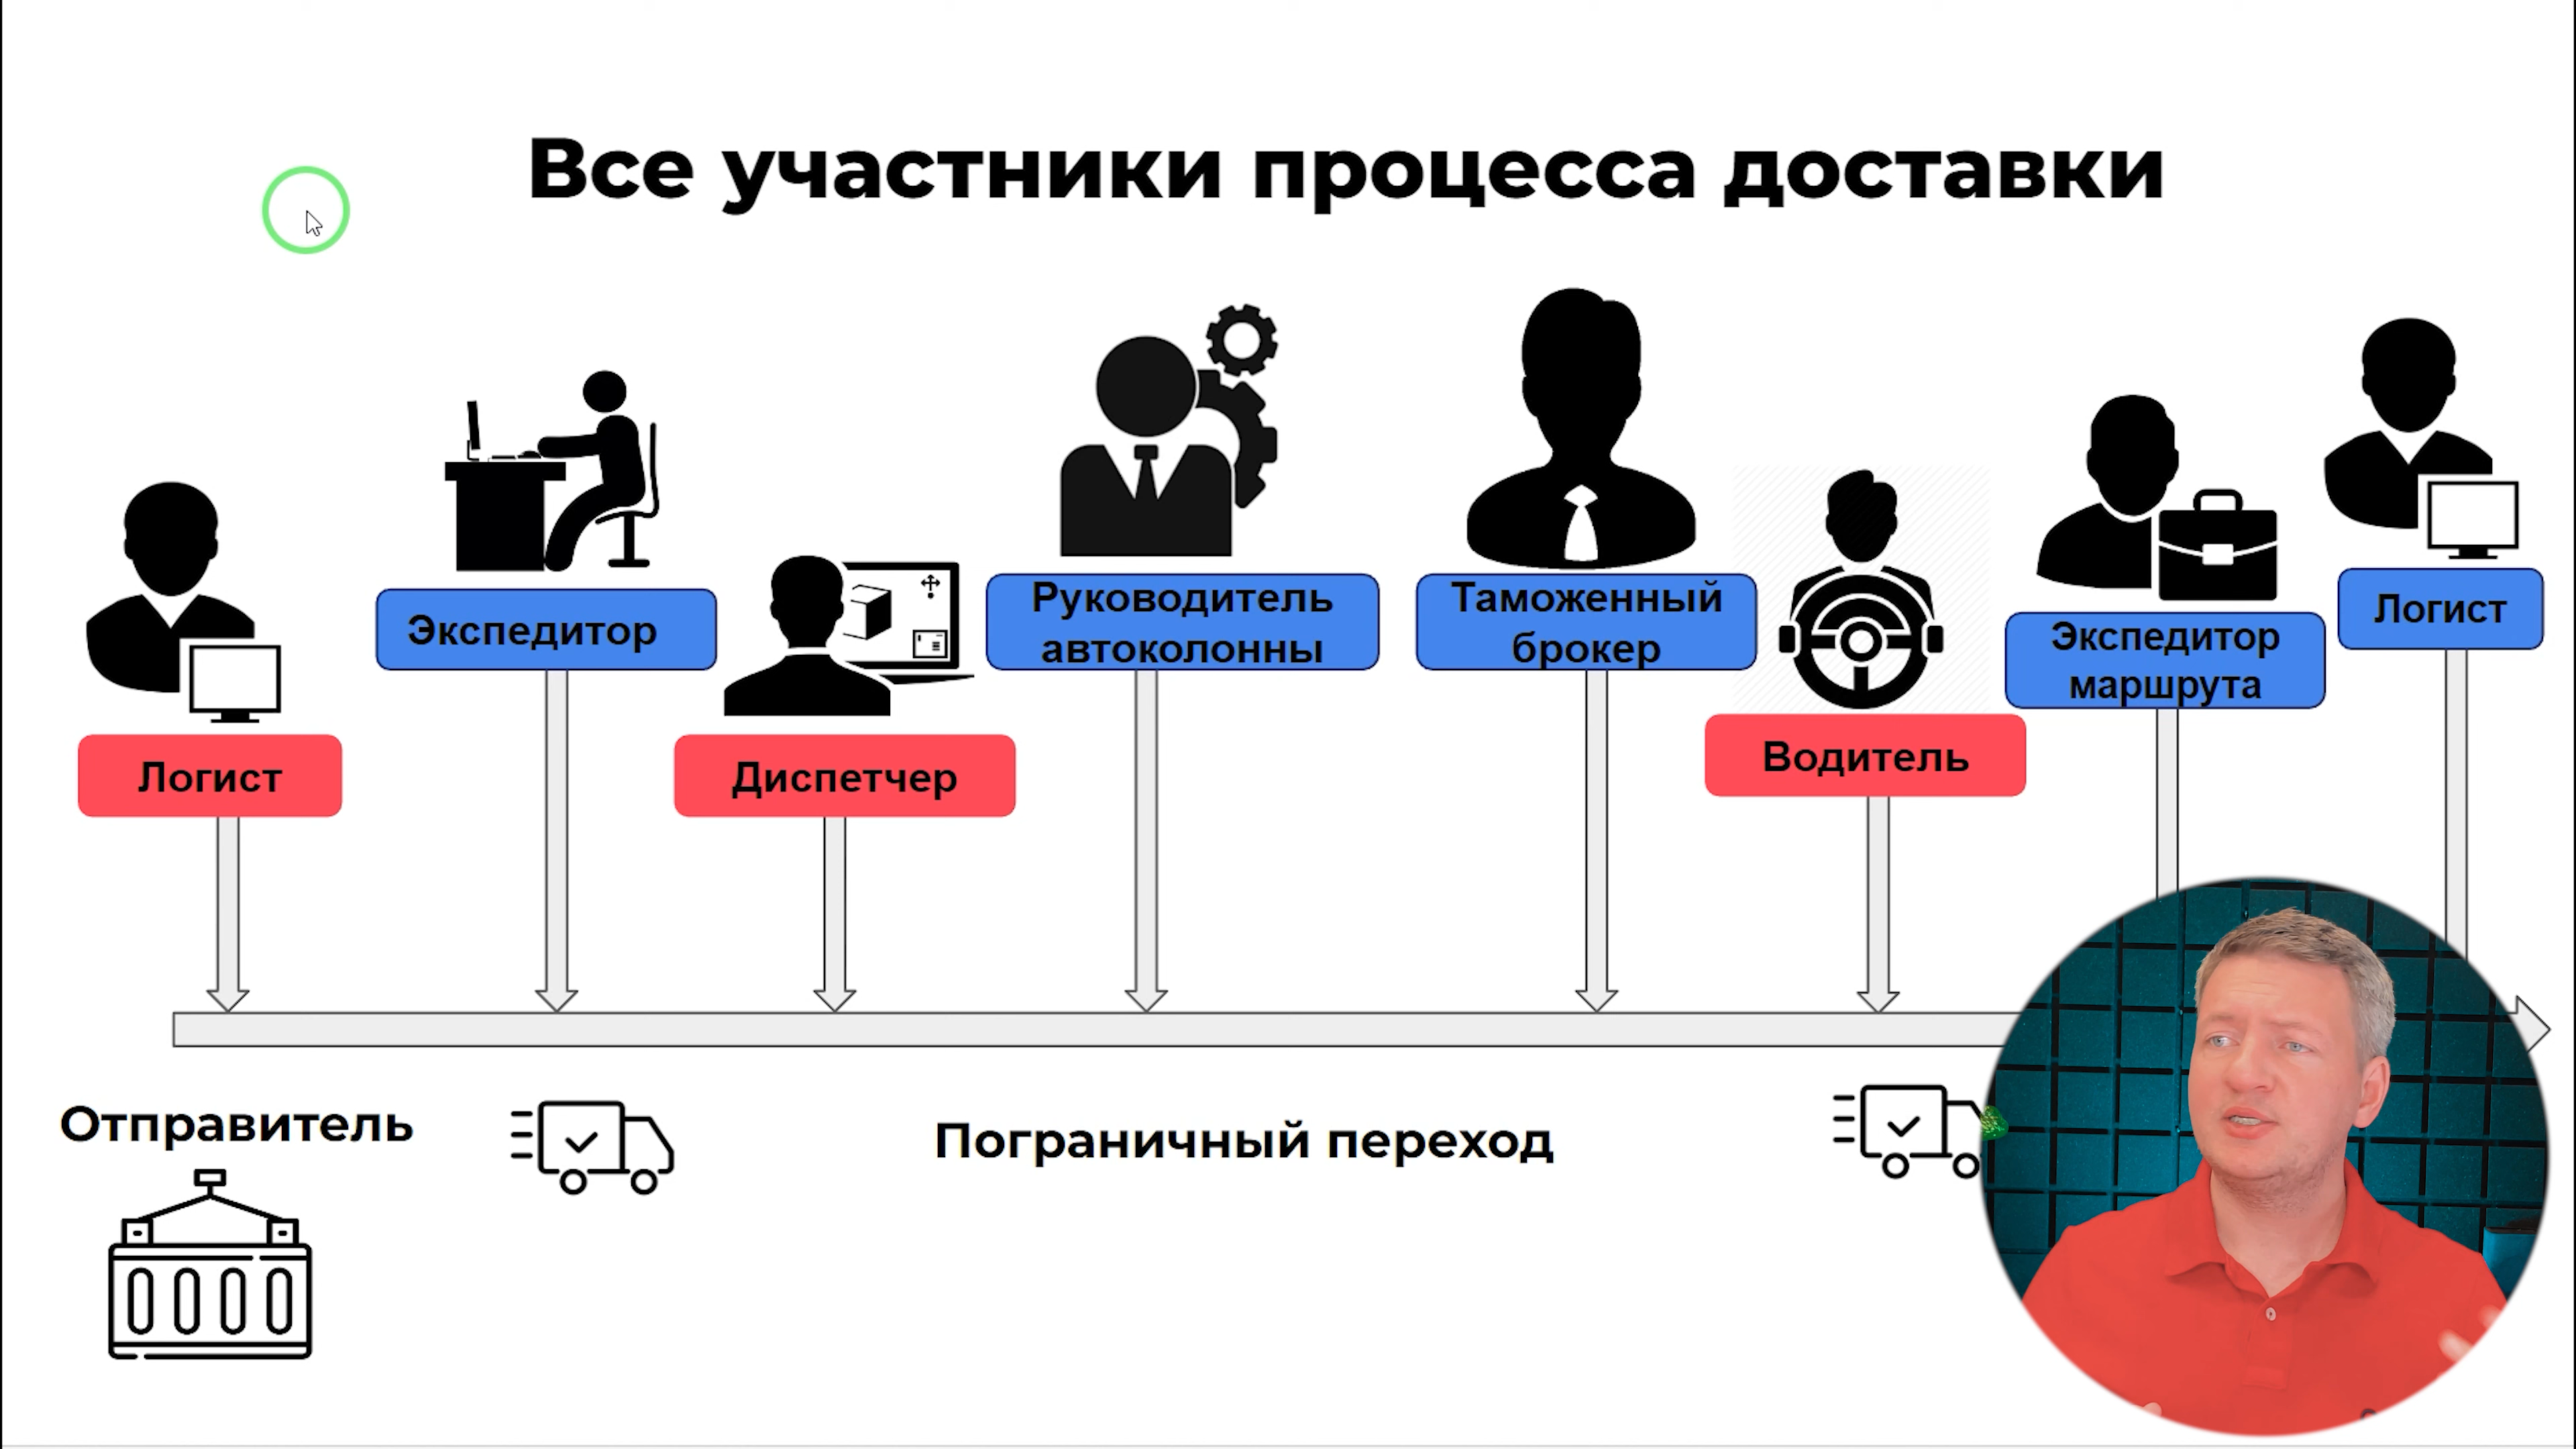 Все участники процесса доставки
Логист
Экспедитор
Диспетчер
Руководитель
автоколонны
Таможенный
брокер
Водитель
Экспедитор
маршрута
Логист
Отправитель
Пограничный переход